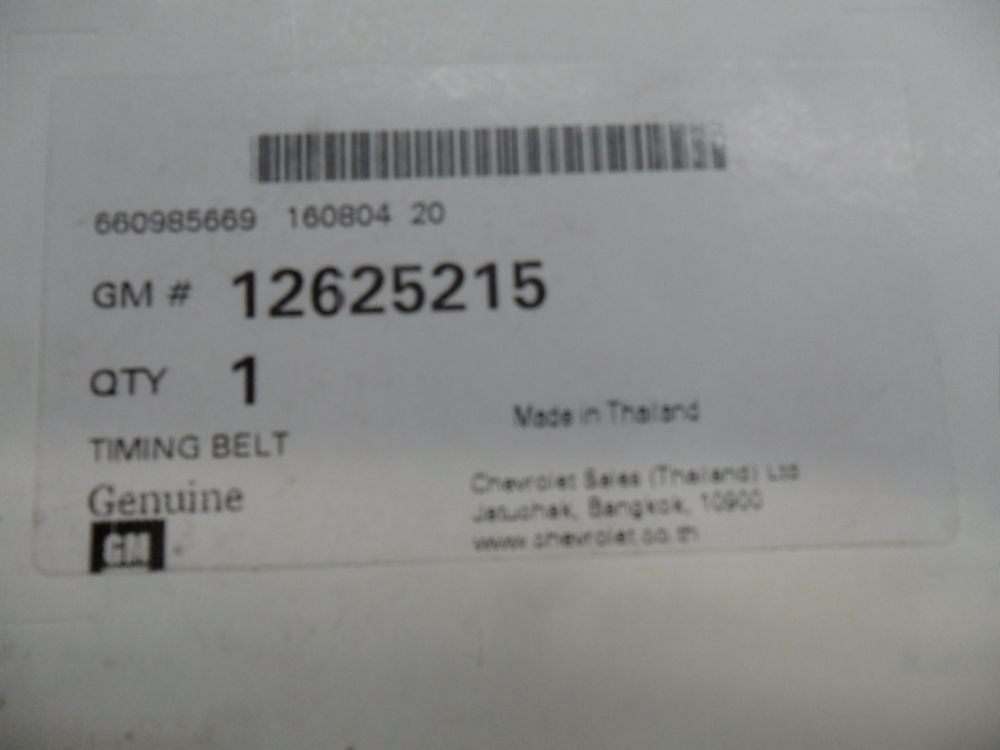 660985669 160804 20
GM # 12625215
QTY 1
Made in Thailand
TIMING BELT
Genuine
GM
Chevrolet Sales (Thailand) Ltd.
Jatuchak, Bangkok, 10900
www.chevrolet.co.th